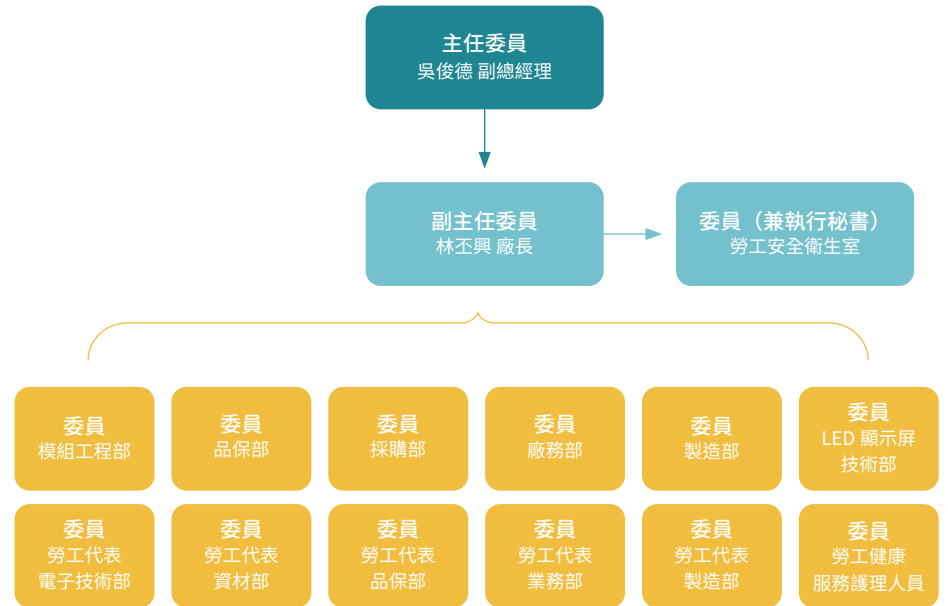 主任委員
吳俊德 副總經理
副主任委員
林丕興 廠長
委員（兼執行秘書）
勞工安全衛生室
委員
模組工程部
委員
品保部
委員
採購部
委員
廠務部
委員
製造部
委員
LED 顯示屏
技術部
委員
勞工代表
電子技術部
委員
勞工代表
資材部
委員
勞工代表
品保部
委員
勞工代表
業務部
委員
勞工代表
製造部
委員
勞工健康
服務護理人員